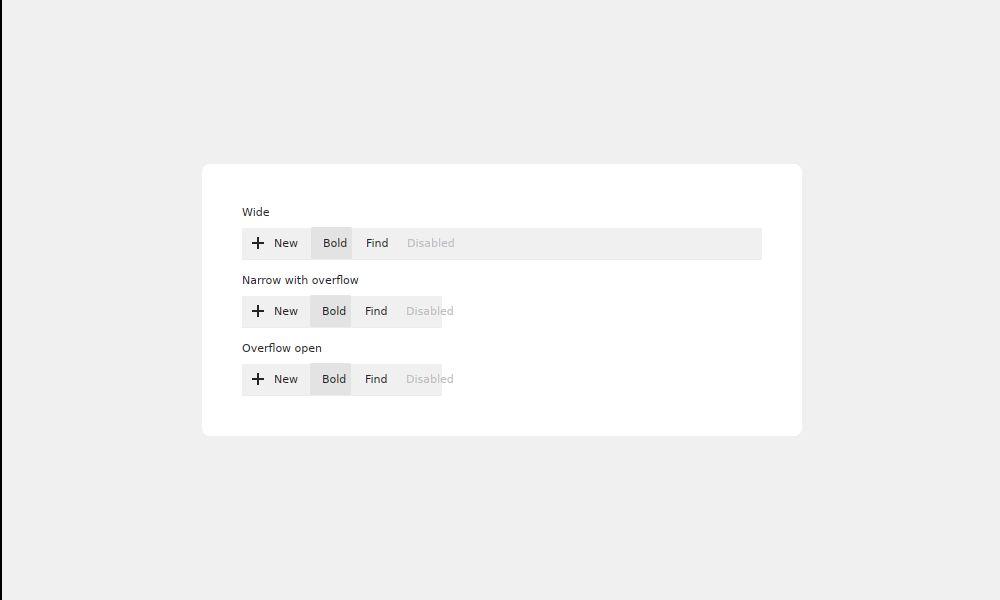 Wide
New Bold Find Disabled
Narrow with overflow
New Bold Find Disabled
Overflow open
New Bold Find Disabled